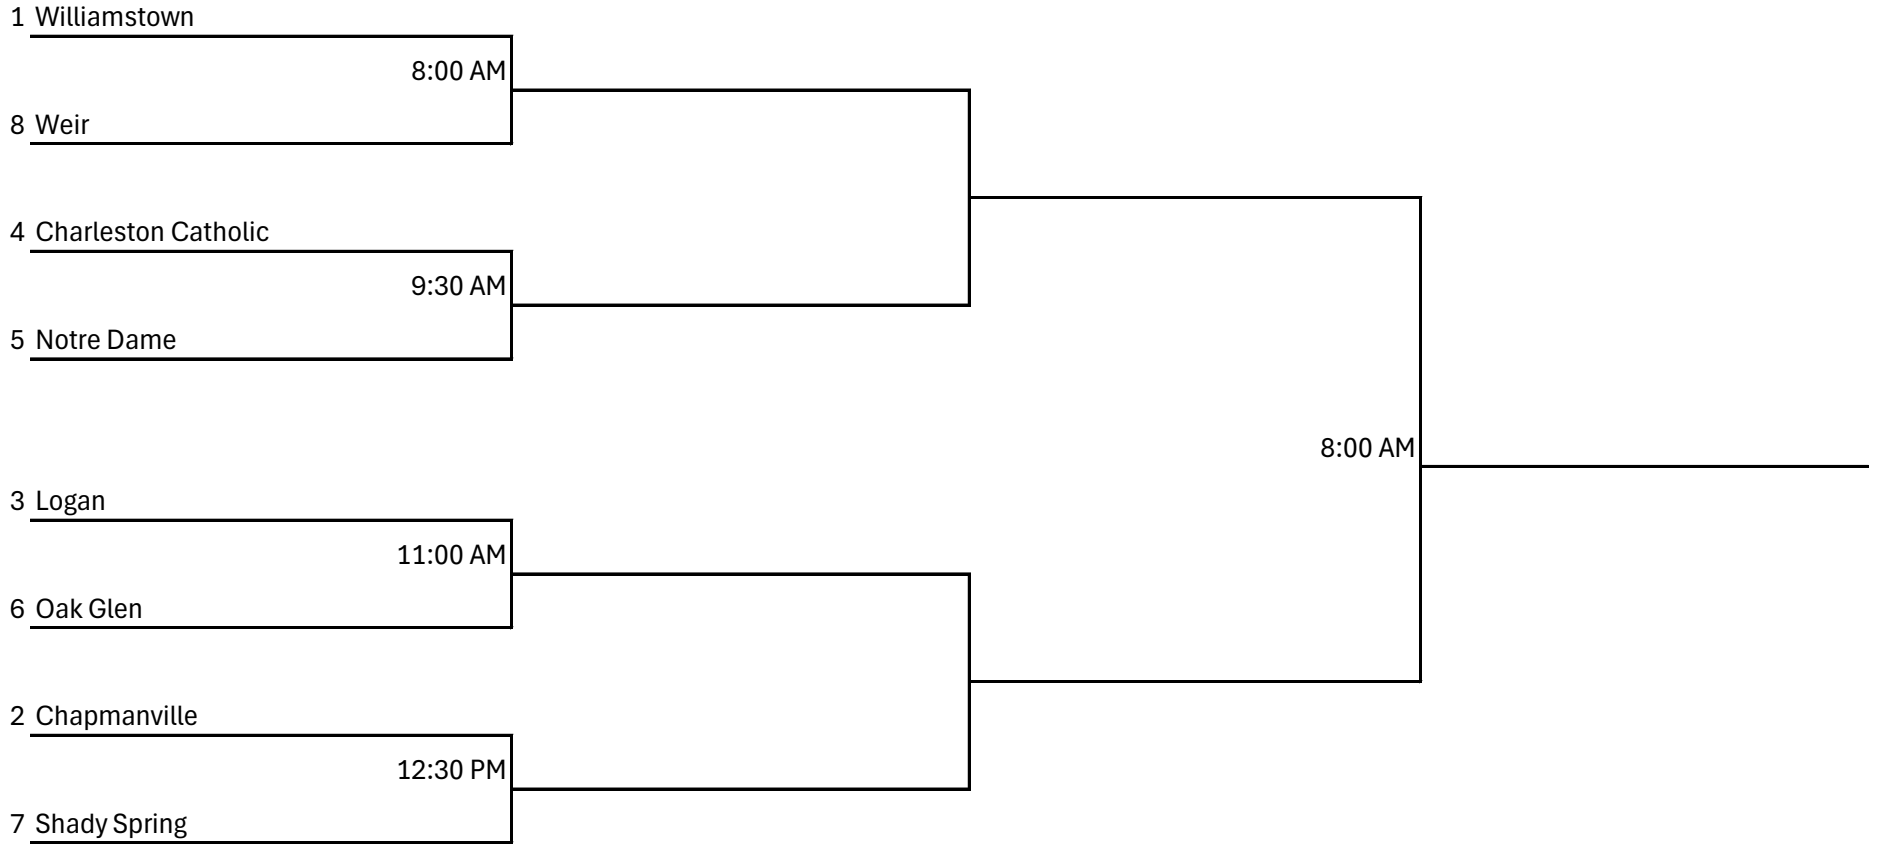 1 Williamstown
8:00 AM
8 Weir
4 Charleston Catholic
9:30 AM
5 Notre Dame
8:00 AM
3 Logan
11:00 AM
6 Oak Glen
2 Chapmanville
12:30 PM
7 Shady Spring